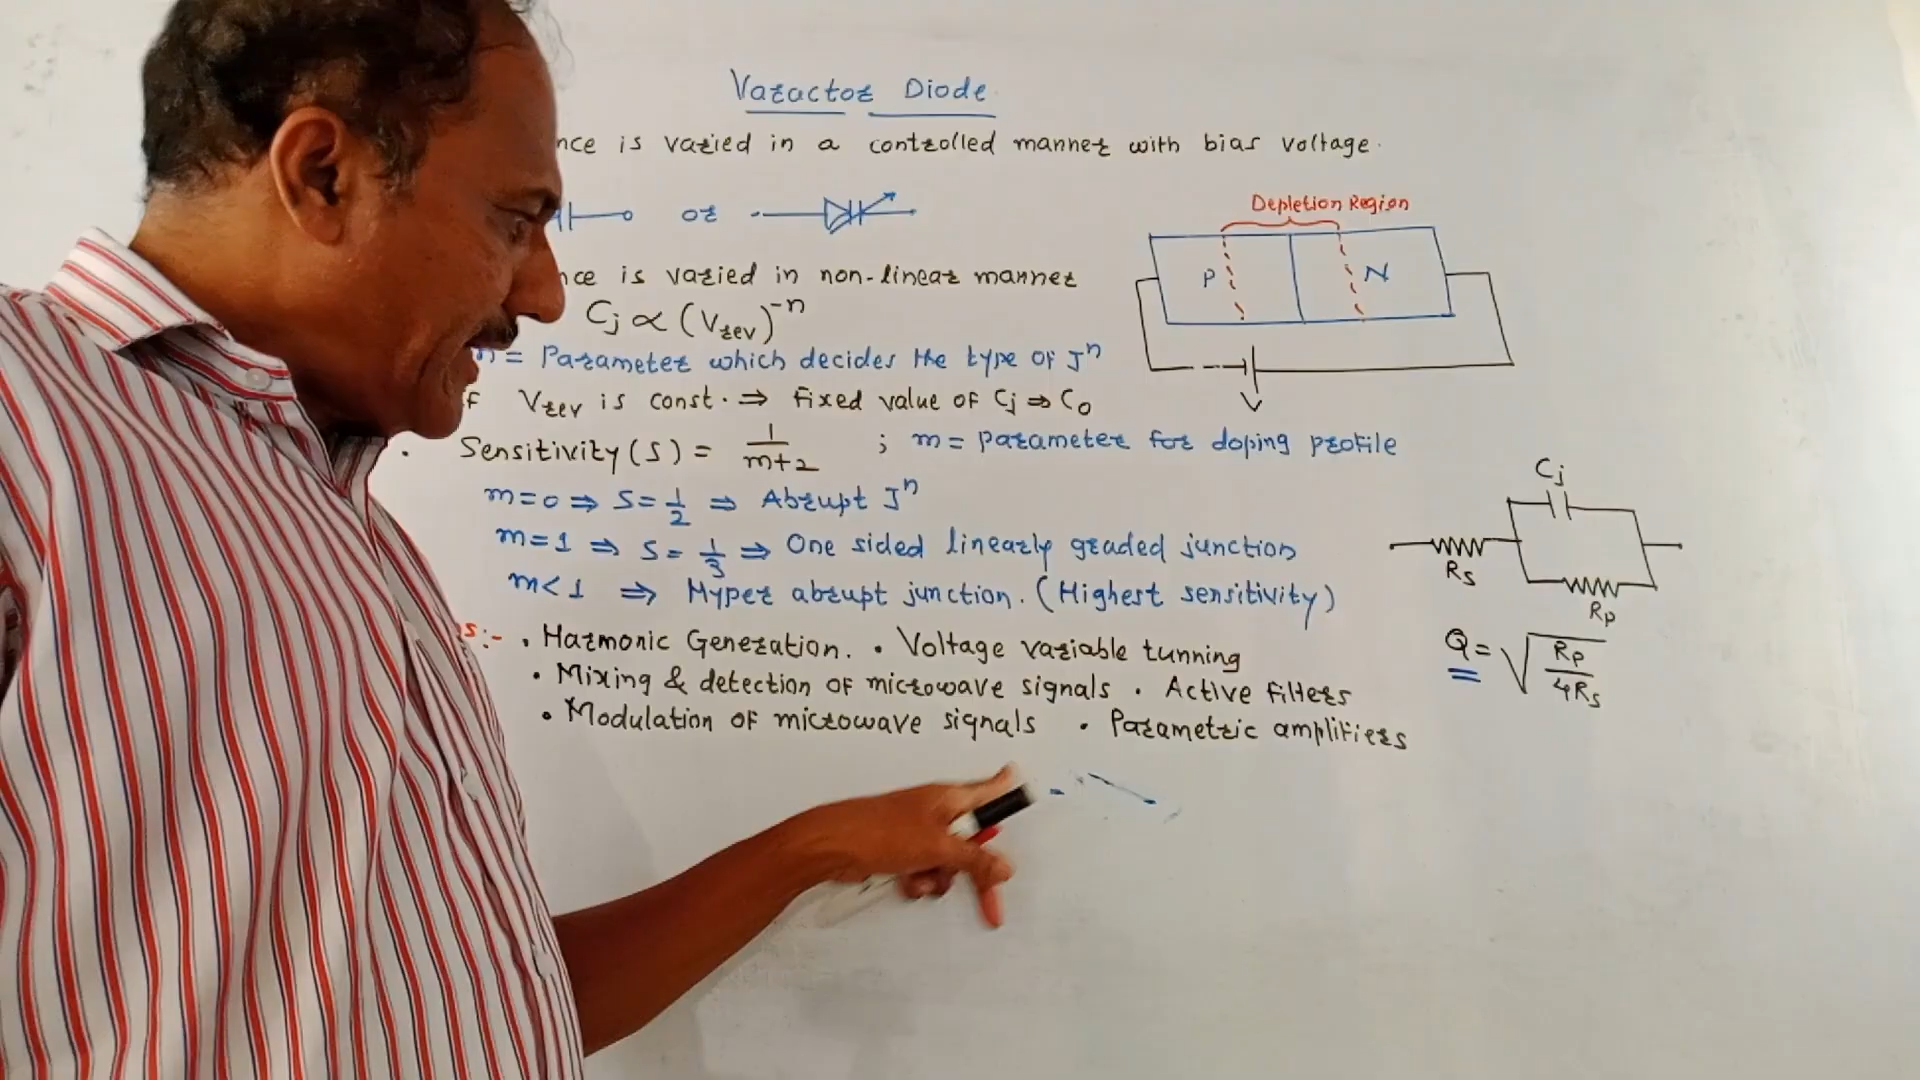 Varactor Diode
nce is varied in a controlled manner with bias voltage.
or
Depletion Region
P N
nce is varied in non-linear manner
Cj ∝ (Vrev)^-n
n = Parameter which decides the type of Jⁿ
If Vrev is const. ⇒ fixed value of Cj ⇒ C₀
V
. Sensitivity (S) = 1/(m+2) ; m = parameter for doping profile
m=0 ⇒ S = 1/2 ⇒ Abrupt Jⁿ
m=1 ⇒ S = 1/3 ⇒ One sided linearly graded junction
m<1 ⇒ Hyper abrupt junction. (Highest sensitivity)
Cj
Rs
Rp
Q = √(Rp/4Rs)
s:- . Harmonic Generation. . Voltage variable tunning
. Mixing & detection of microwave signals . Active filters
. Modulation of microwave signals . Parametric amplifiers